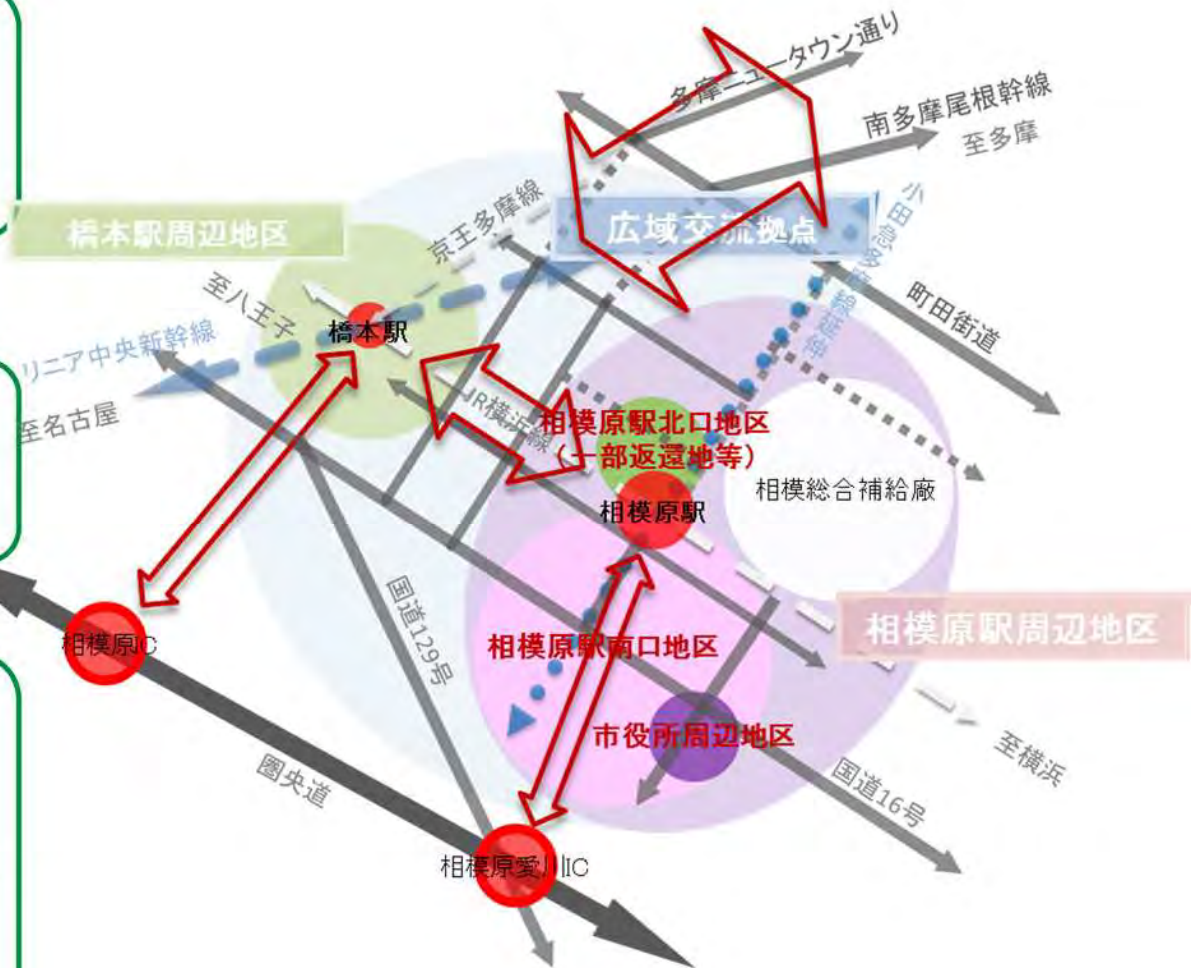 多摩ニュータウン通り
南多摩尾根幹線
至多摩
小田急多摩線延伸
橋本駅周辺地区
京王多摩線
広域交流拠点
至八王子
町田街道
橋本駅
リニア中央新幹線
至名古屋
JR横浜線
相模原駅北口地区
(一部返還地等)
相模総合補給廠
相模原駅
国道129号
相模原駅周辺地区
相模原IC
相模原駅南口地区
市役所周辺地区
至横浜
圏央道
国道16号
相模原愛川IC